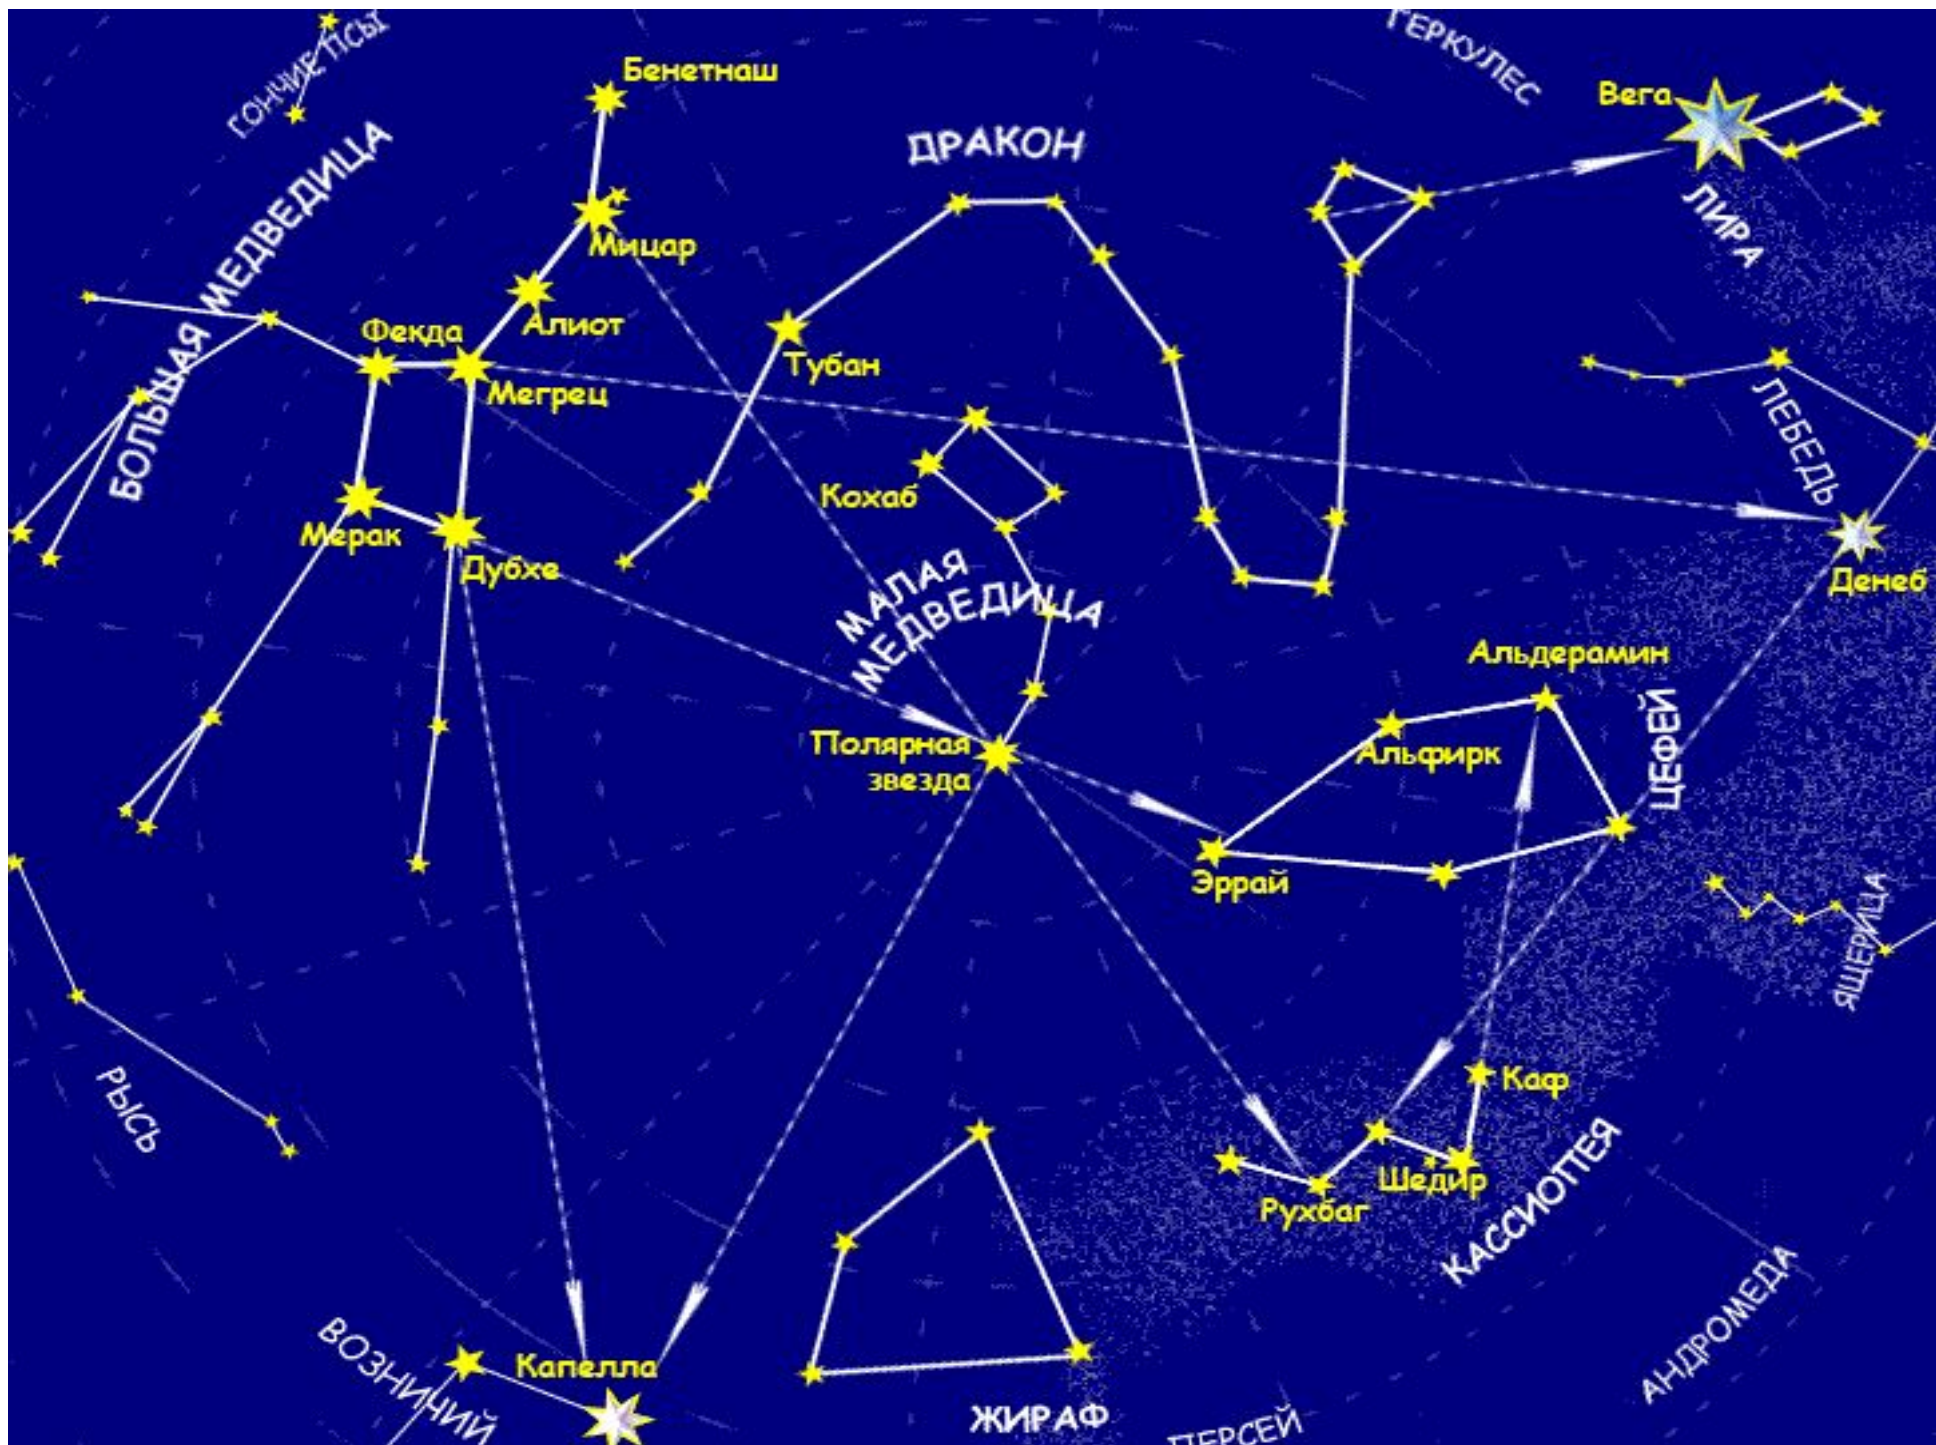 ГОНЧИЕ ПСЫ
Бенетнаш
ГЕРКУЛЕС
Вега
ДРАКОН
БОЛЬШАЯ МЕДВЕДИЦА
Мицар
ЛИРА
Алиот
Фекда
Тубан
Мегрец
ЛЕБЕДЬ
Кохаб
Мерак
Дубхе
Денеб
МАЛАЯ
МЕДВЕДИЦА
Альдерамин
ЦЕФЕЙ
Полярная
звезда
Альфирк
Эррай
ЯЩЕРИЦА
РЫСЬ
Каф
Шедир
Рухбаг
КАССИОПЕЯ
АНДРОМЕДА
ВОЗНИЧИЙ
Капелла
ЖИРАФ
ПЕРСЕЙ